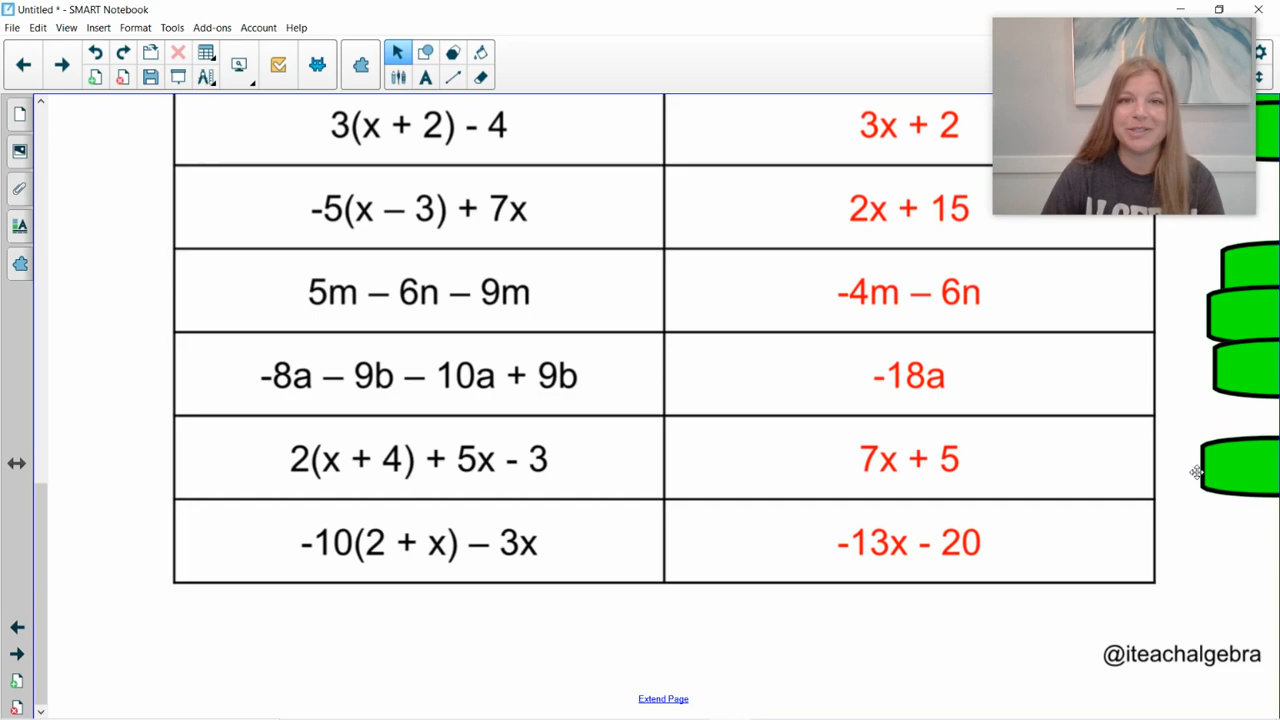 Untitled * - SMART Notebook
File Edit View Insert Format Tools Add-ons Account Help
3(x + 2) - 4 3x + 2
-5(x – 3) + 7x 2x + 15
5m – 6n – 9m -4m – 6n
-8a – 9b – 10a + 9b -18a
2(x + 4) + 5x - 3 7x + 5
-10(2 + x) – 3x -13x - 20
@iteachalgebra
Extend Page